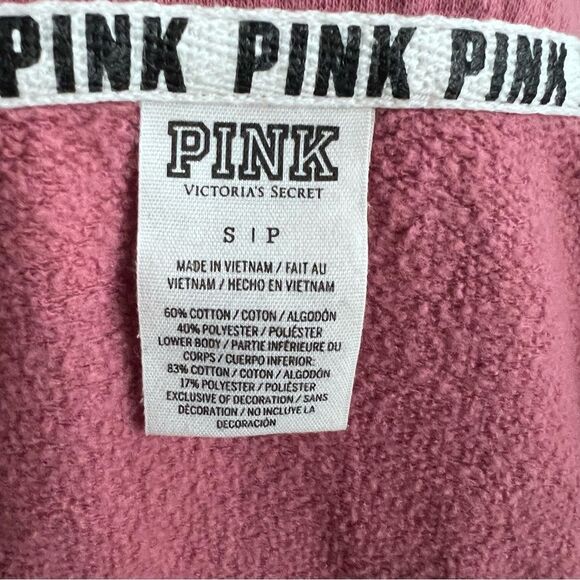 PINK PINK PINK
PINK
VICTORIA'S SECRET
S | P
MADE IN VIETNAM / FAIT AU
VIETNAM / HECHO EN VIETNAM
60% COTTON / COTON / ALGODÓN
40% POLYESTER / POLIÉSTER
LOWER BODY / PARTIE INFÉRIEURE DU
CORPS / CUERPO INFERIOR:
83% COTTON / COTON / ALGODÓN
17% POLYESTER / POLIÉSTER
EXCLUSIVE OF DECORATION / SANS
DÉCORATION / NO INCLUYE LA
DECORACIÓN